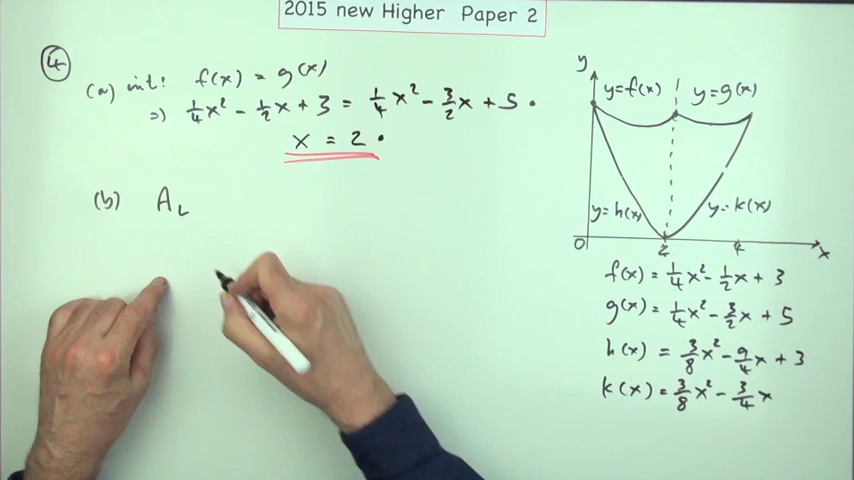 2015 new Higher Paper 2
④
(a) int: f(x) = g(x)
⇒ ¼x² - ½x + 3 = ¼x² - 3/2x + 5 •
x = 2 •
(b) A_L
y
y=f(x) y=g(x)
y=h(x) y=k(x)
0 2 4 x
f(x) = ¼x² - ½x + 3
g(x) = ¼x² - 3/2x + 5
h(x) = 3/8x² - 9/4x + 3
k(x) = 3/8x² - 3/4x